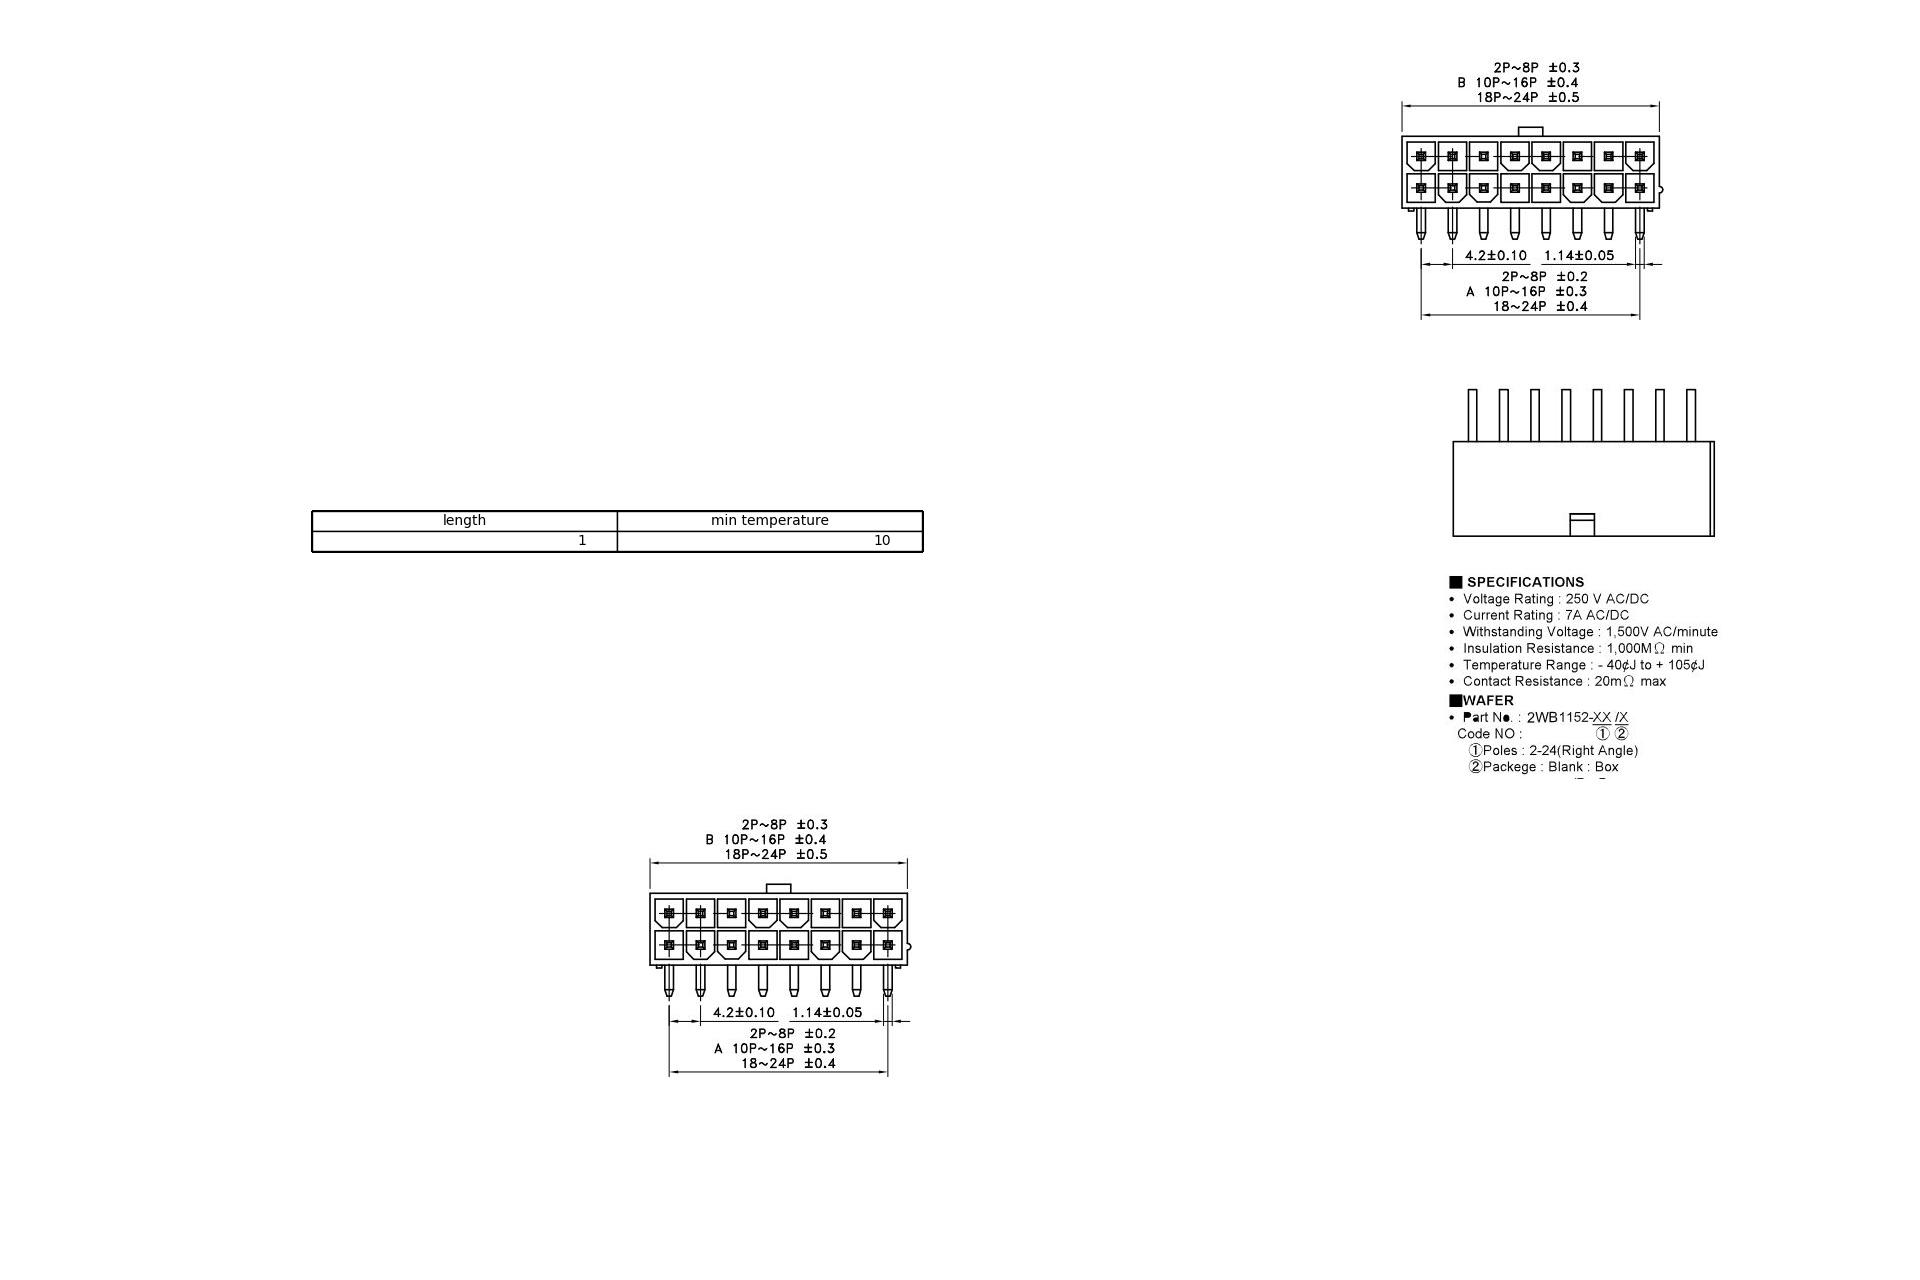 2P~8P ±0.3
B 10P~16P ±0.4
18P~24P ±0.5
4.2±0.10 1.14±0.05
2P~8P ±0.2
A 10P~16P ±0.3
18~24P ±0.4
length min temperature
1 10
■ SPECIFICATIONS
• Voltage Rating : 250 V AC/DC
• Current Rating : 7A AC/DC
• Withstanding Voltage : 1,500V AC/minute
• Insulation Resistance : 1,000MΩ min
• Temperature Range : - 40¢J to + 105¢J
• Contact Resistance : 20mΩ max
■WAFER
• Part No. : 2WB1152-XX /X
Code NO : ① ②
①Poles : 2-24(Right Angle)
②Packege : Blank : Box
2P~8P ±0.3
B 10P~16P ±0.4
18P~24P ±0.5
4.2±0.10 1.14±0.05
2P~8P ±0.2
A 10P~16P ±0.3
18~24P ±0.4